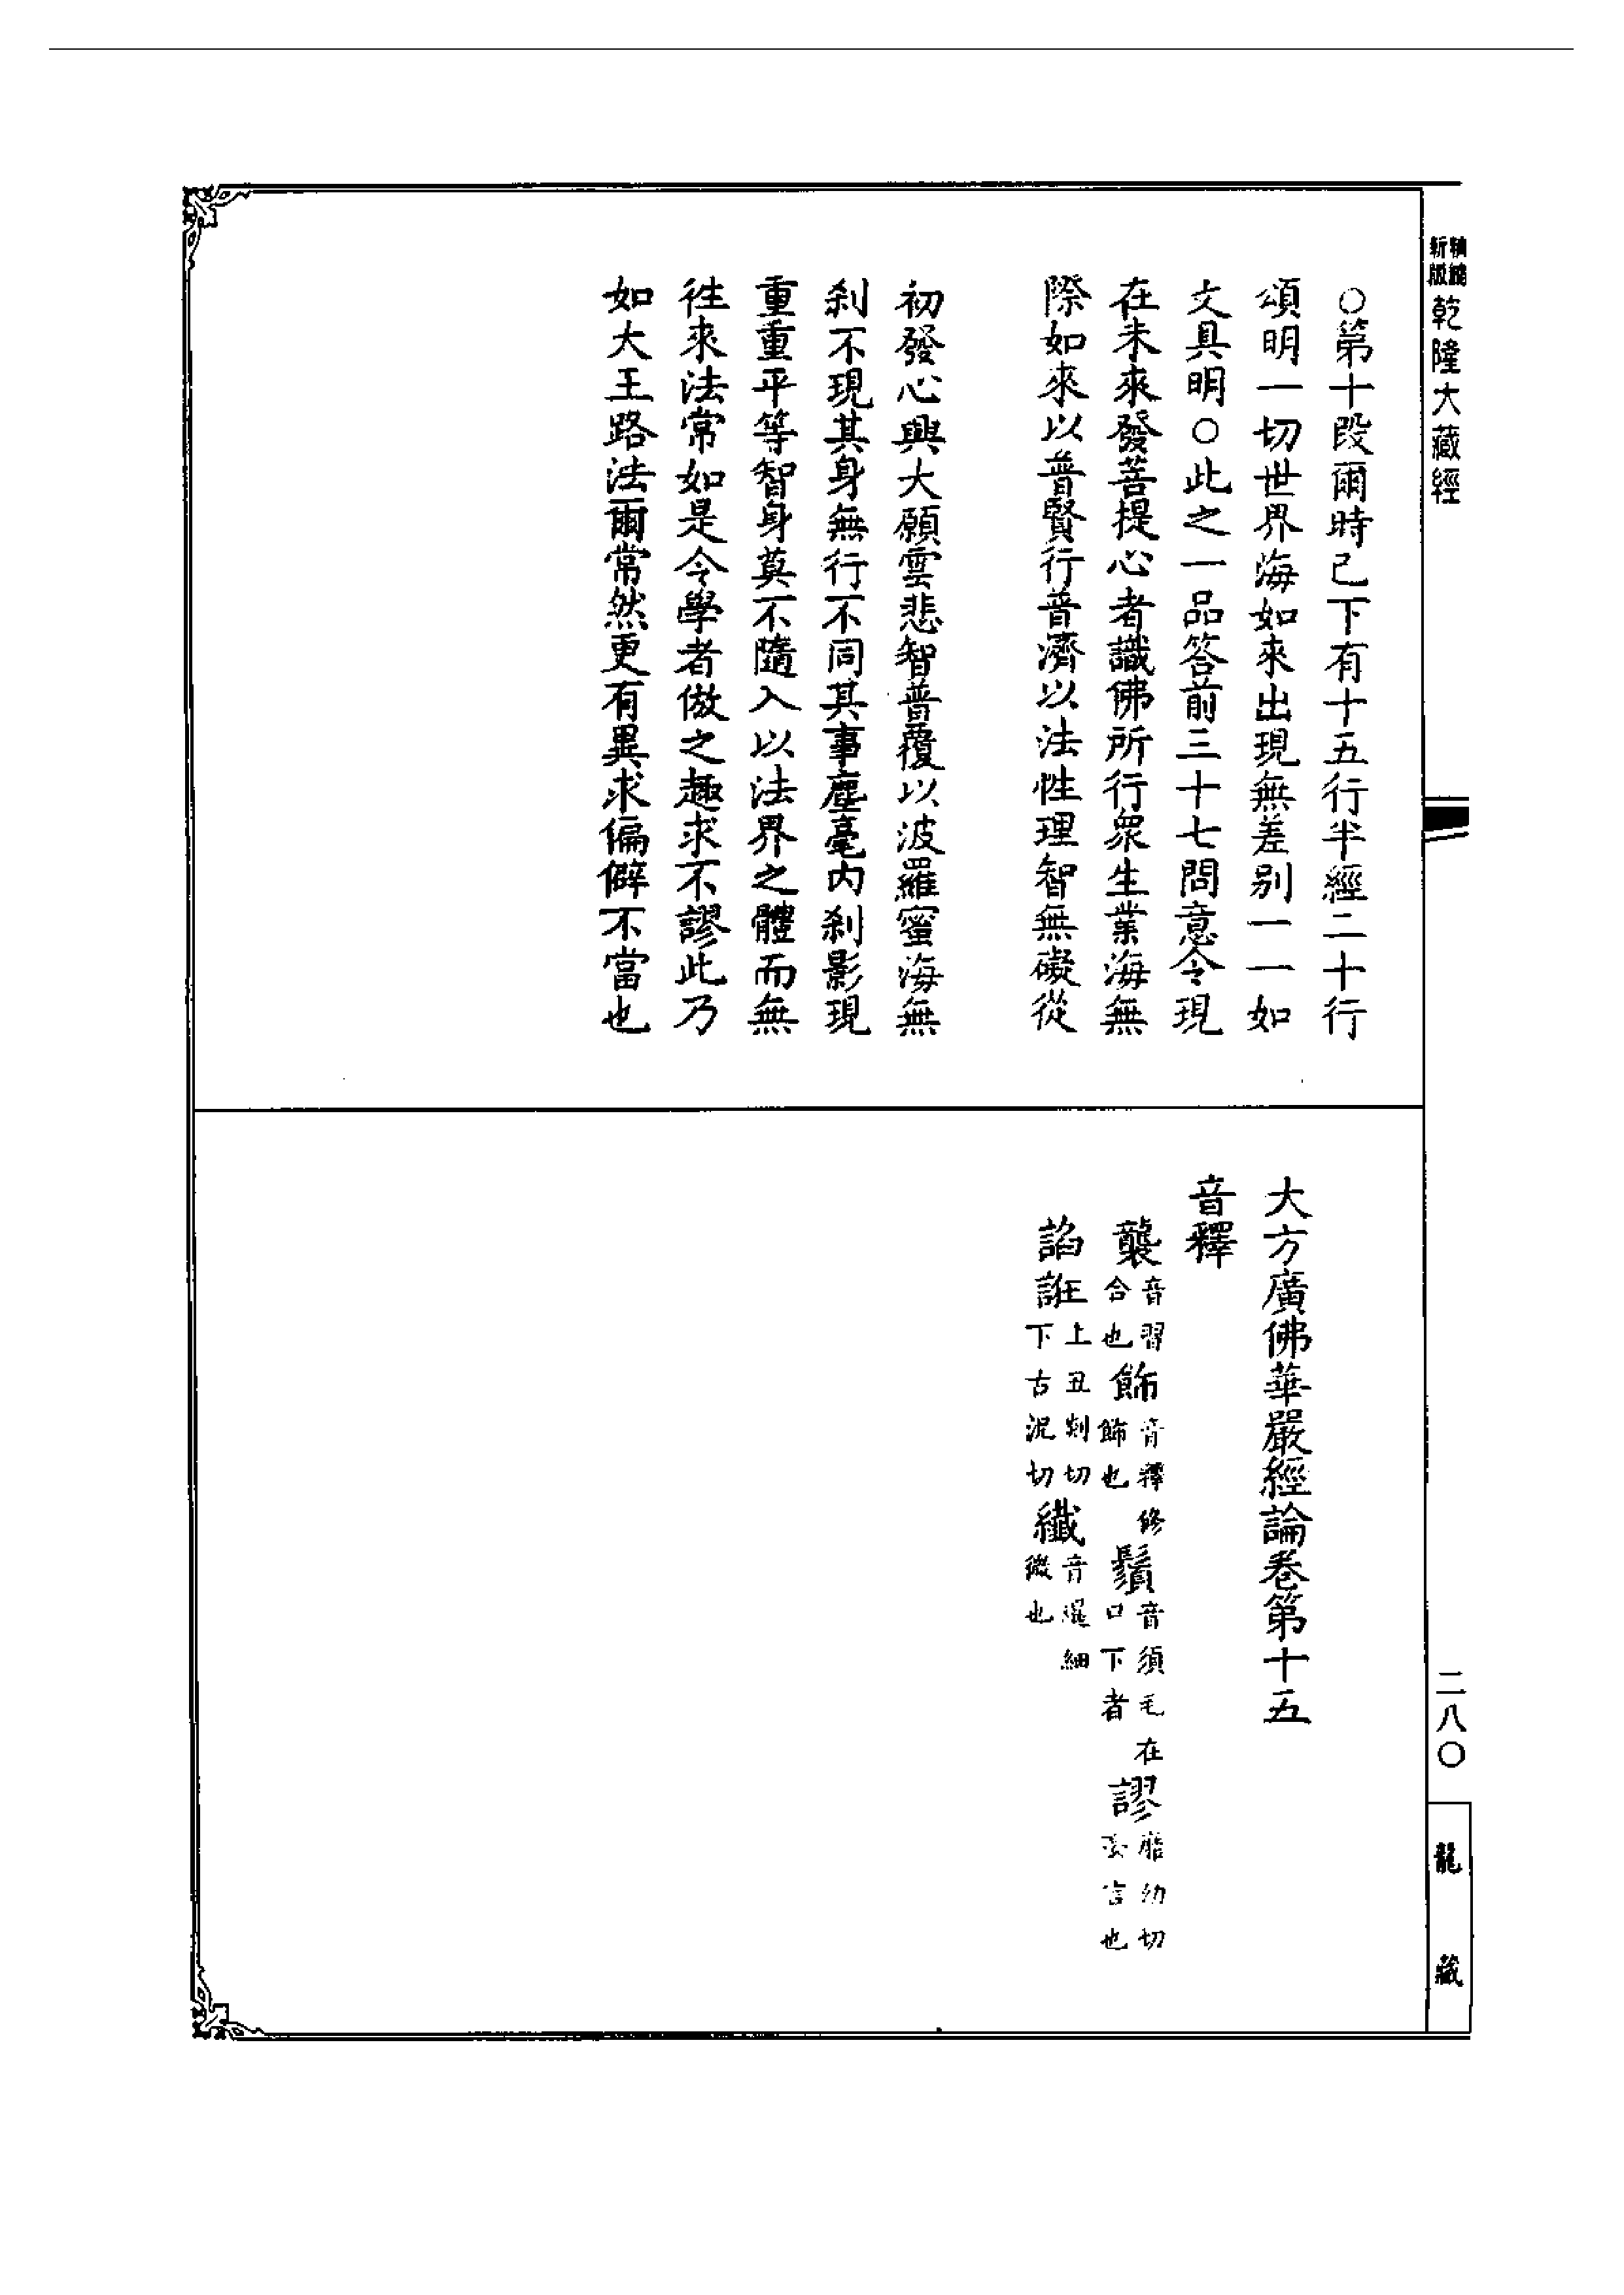 新版
精縮
乾隆大藏經
○第十段爾時已下有十五行半經二十行
頌明一切世界海如來出現無差别一一如
文具明○此之一品答前三十七問意令現
在未來發菩提心者識佛所行衆生業海無
際如來以普賢行普濟以法性理智無礙從
初發心興大願雲悲智普覆以波羅蜜海無
刹不現其身無行不同其事塵毫内刹影現
重重平等智身莫不隨入以法界之體而無
徃來法常如是令學者倣之趣求不謬此乃
如大王路法爾常然更有異求偏僻不當也
大方廣佛華嚴經論卷第十五
音釋
襲音習合也飾音釋修飾也鬚音須毛在口下者謬靡幼切妄言也
諂誑上丑刋切下古況切纖音暹細微也
二八〇
龍藏